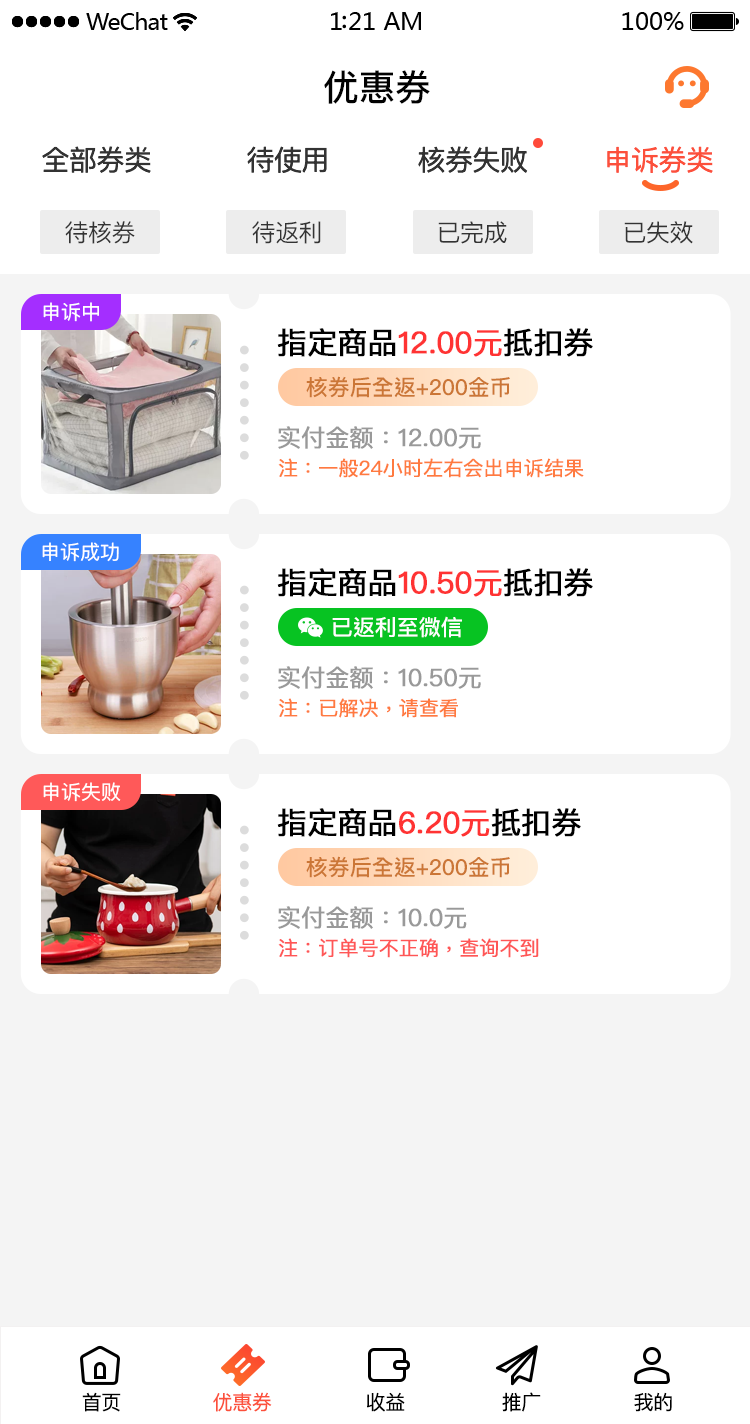 WeChat 1:21 AM 100%
优惠券
全部券类 待使用 核券失败 申诉券类
待核券 待返利 已完成 已失效
申诉中
指定商品12.00元抵扣券
核券后全返+200金币
实付金额：12.00元
注：一般24小时左右会出申诉结果
申诉成功
指定商品10.50元抵扣券
已返利至微信
实付金额：10.50元
注：已解决，请查看
申诉失败
指定商品6.20元抵扣券
核券后全返+200金币
实付金额：10.0元
注：订单号不正确，查询不到
首页 优惠券 收益 推广 我的